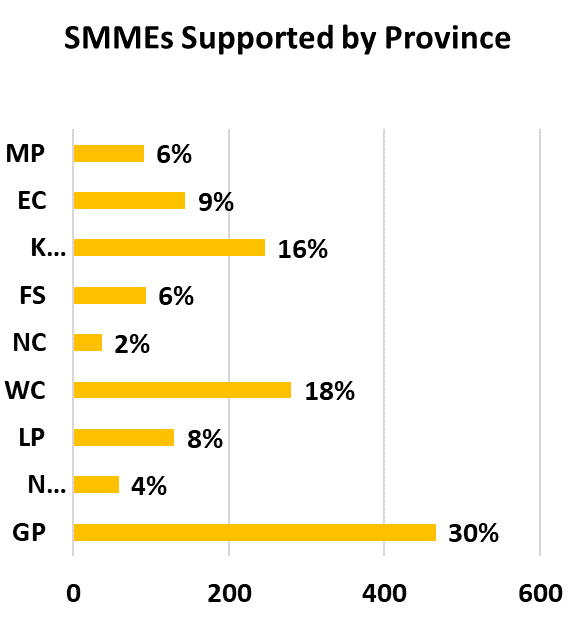 SMMEs Supported by Province
MP 6%
EC 9%
K... 16%
FS 6%
NC 2%
WC 18%
LP 8%
N... 4%
GP 30%
0 200 400 600